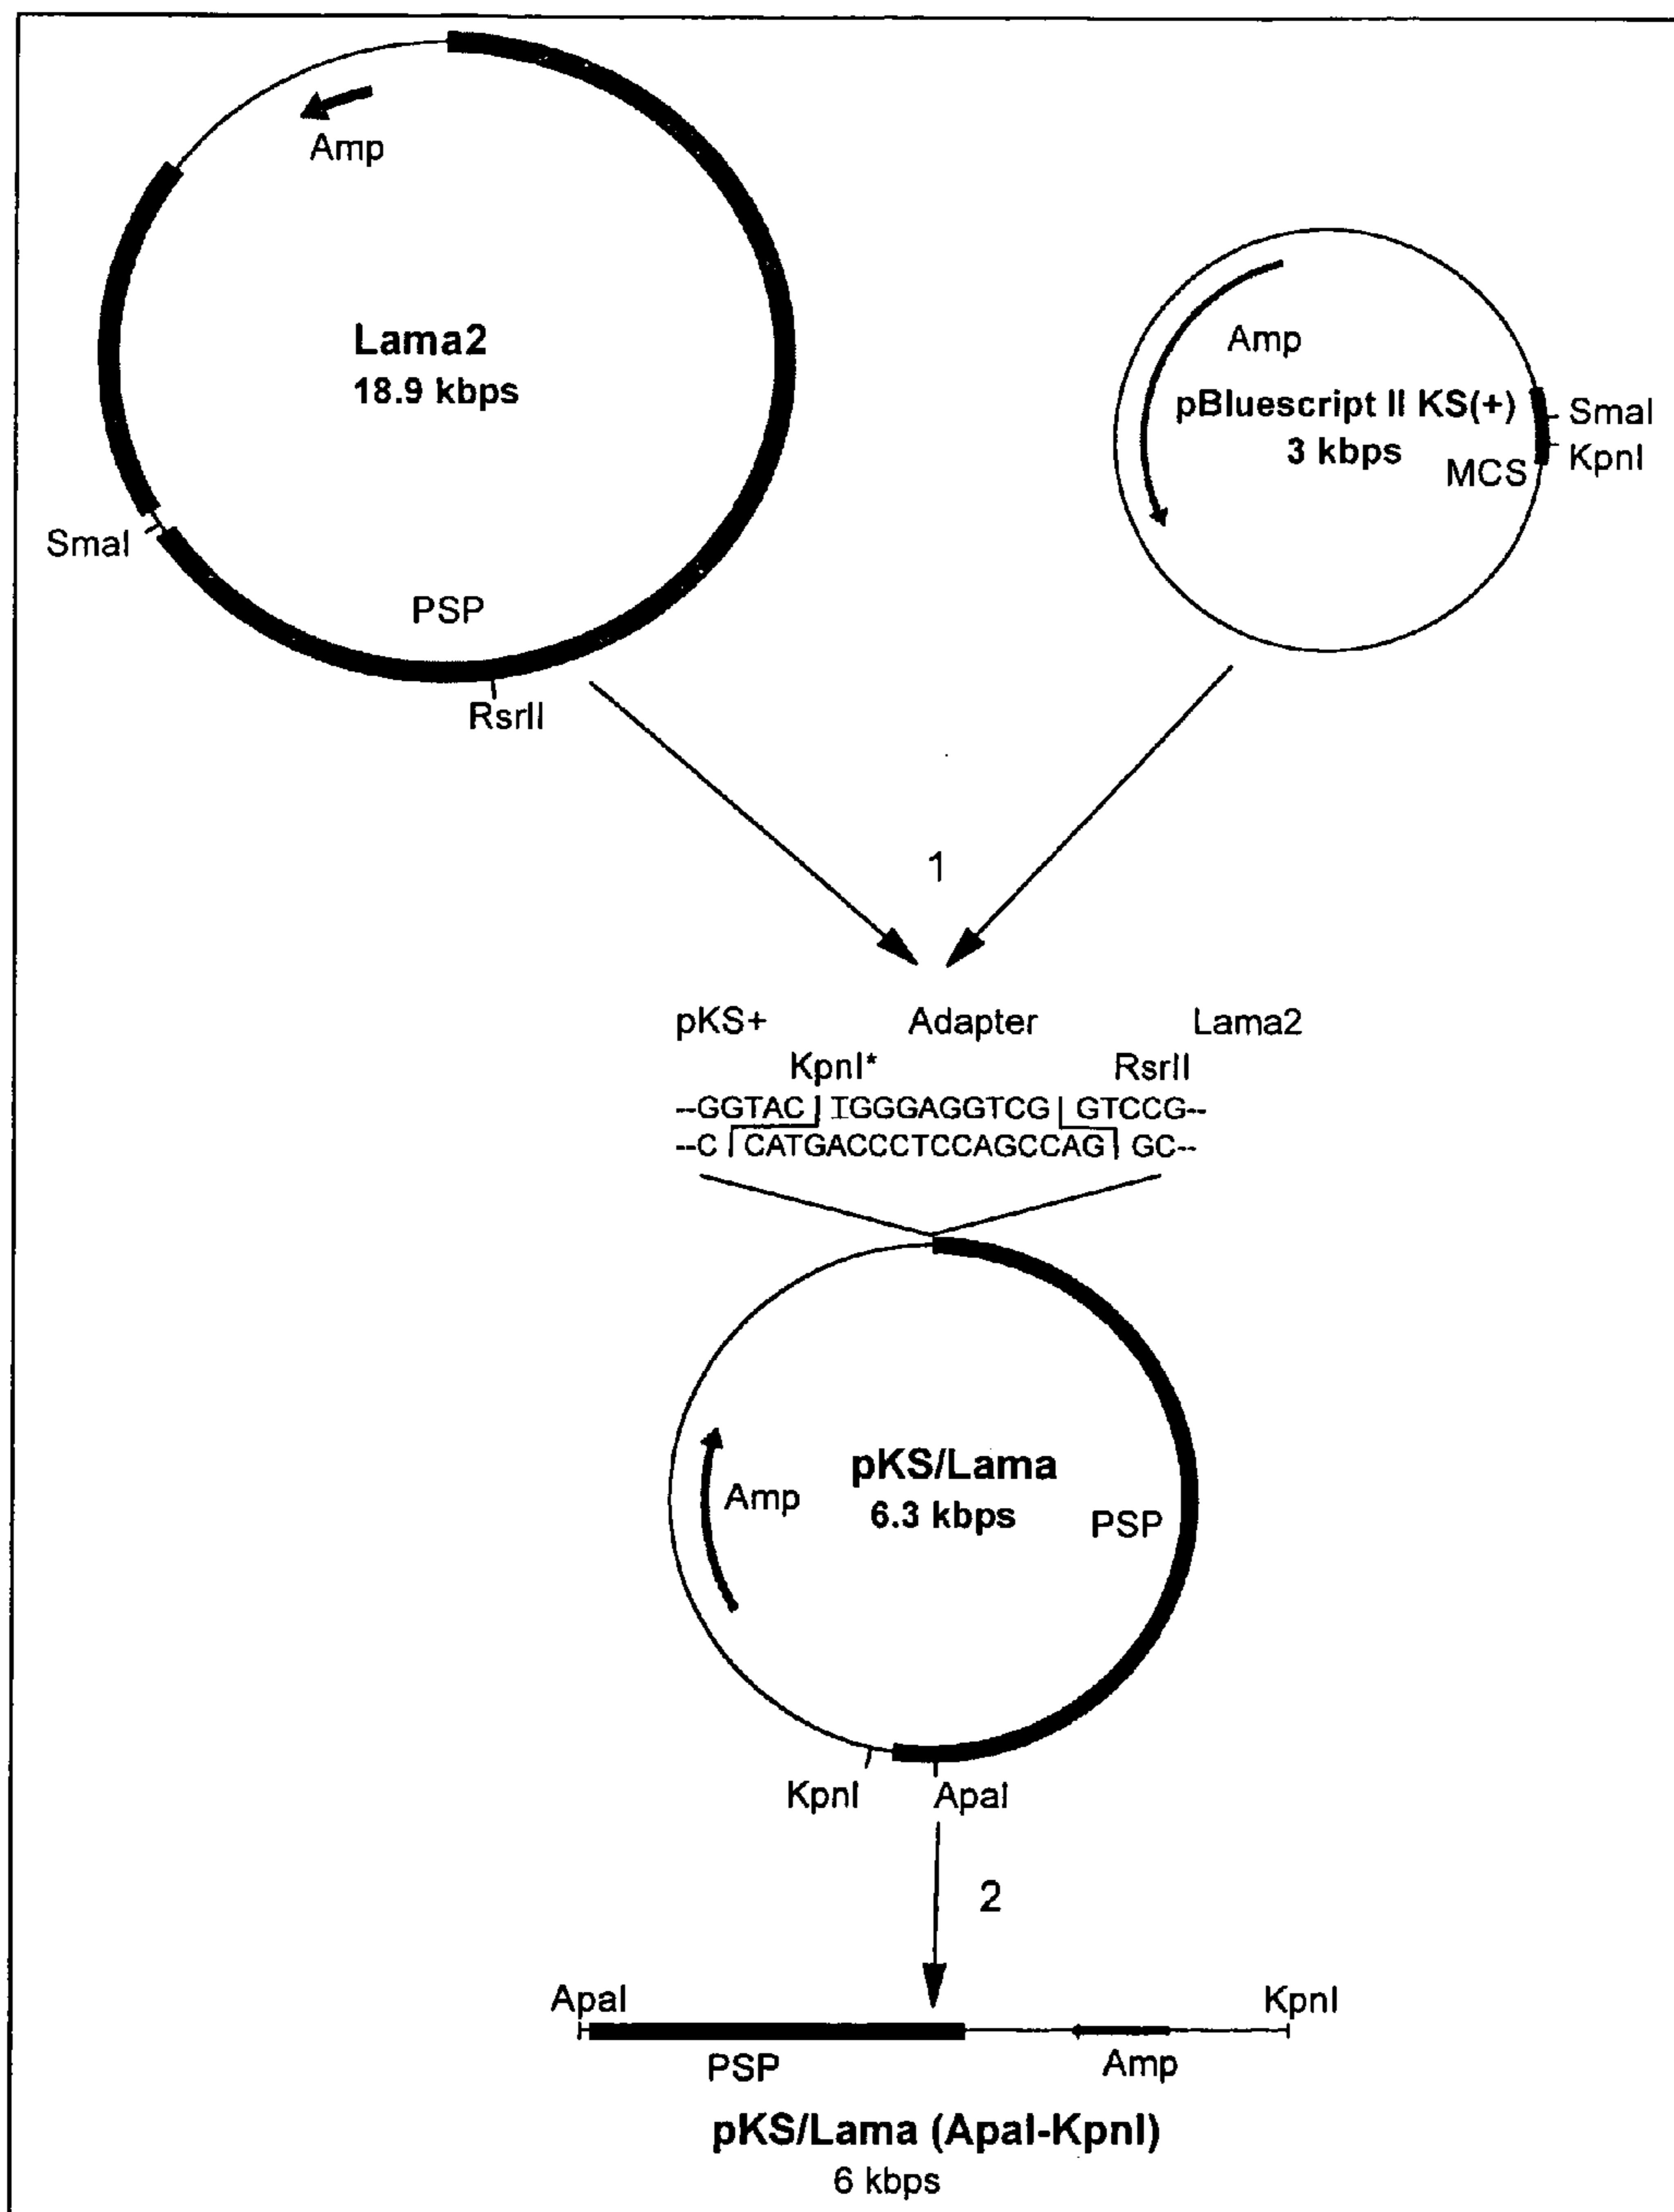 Amp
Lama2
18.9 kbps
SmaI
PSP
RsrII
Amp
pBluescript II KS(+)
3 kbps
SmaI
KpnI
MCS
1
pKS+ Adapter Lama2
KpnI* RsrII
--GGTAC TGGGAGGTCG GTCCG--
--C CATGACCCTCCAGCCAG GC--
pKS/Lama
6.3 kbps
Amp
PSP
KpnI ApaI
2
ApaI KpnI
PSP Amp
pKS/Lama (ApaI-KpnI)
6 kbps